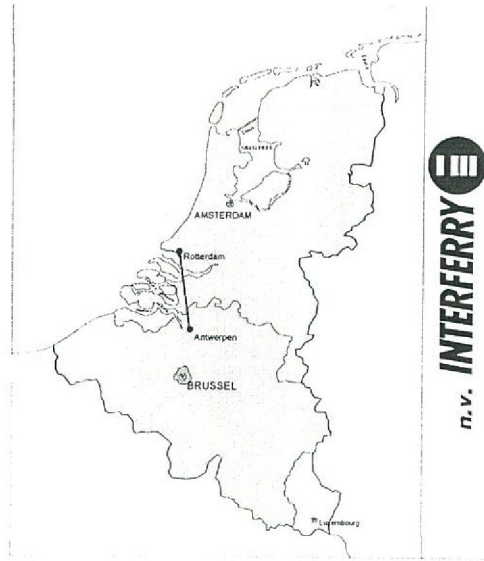 AMSTERDAM
Rotterdam
Antwerpen
BRUSSEL
Luxembourg
n.v. INTERFERRY